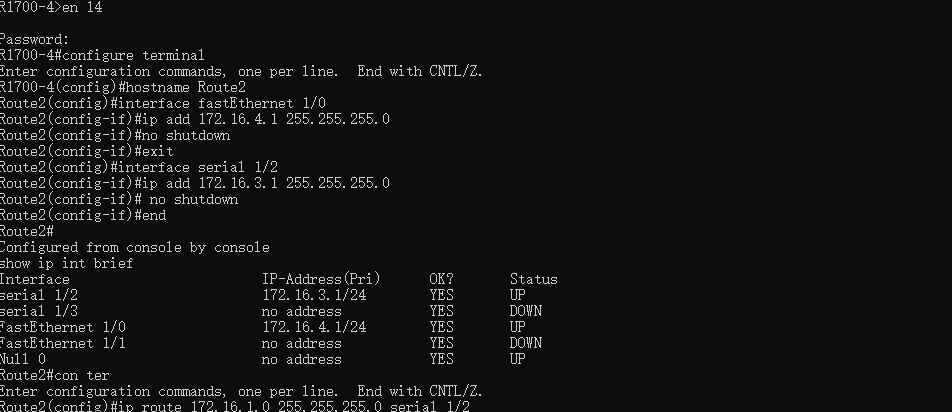 R1700-4>en 14
Password:
R1700-4#configure terminal
Enter configuration commands, one per line.  End with CNTL/Z.
R1700-4(config)#hostname Route2
Route2(config)#interface fastEthernet 1/0
Route2(config-if)#ip add 172.16.4.1 255.255.255.0
Route2(config-if)#no shutdown
Route2(config-if)#exit
Route2(config)#interface serial 1/2
Route2(config-if)#ip add 172.16.3.1 255.255.255.0
Route2(config-if)# no shutdown
Route2(config-if)#end
Route2#
Configured from console by console
show ip int brief
Interface                        IP-Address(Pri)      OK?       Status
serial 1/2                       172.16.3.1/24        YES       UP
serial 1/3                       no address           YES       DOWN
FastEthernet 1/0                 172.16.4.1/24        YES       UP
FastEthernet 1/1                 no address           YES       DOWN
Null 0                           no address           YES       UP
Route2#con ter
Enter configuration commands, one per line.  End with CNTL/Z.
Route2(config)#ip route 172.16.1.0 255.255.255.0 serial 1/2